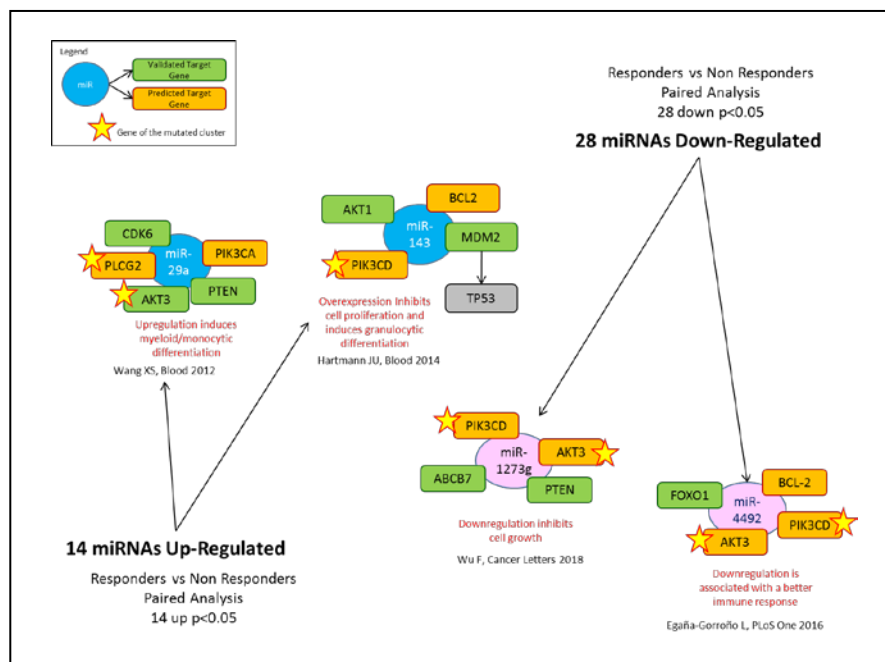 Legend
miR
Validated Target
Gene
Predicted Target
Gene
Gene of the mutated cluster
Responders vs Non Responders
Paired Analysis
28 down p<0.05
28 miRNAs Down-Regulated
CDK6
miR-
29a
PIK3CA
PLCG2
AKT3
PTEN
Upregulation induces
myeloid/monocytic
differentiation
Wang XS, Blood 2012
AKT1
BCL2
miR-
143
MDM2
PIK3CD
TP53
Overexpression Inhibits
cell proliferation and
induces granulocytic
differentiation
Hartmann JU, Blood 2014
PIK3CD
miR-
1273g
AKT3
ABCB7
PTEN
Downregulation inhibits
cell growth
Wu F, Cancer Letters 2018
FOXO1
BCL-2
miR-
4492
PIK3CD
AKT3
Downregulation is
associated with a better
immune response
Egaña-Gorroño L, PLoS One 2016
14 miRNAs Up-Regulated
Responders vs Non Responders
Paired Analysis
14 up p<0.05